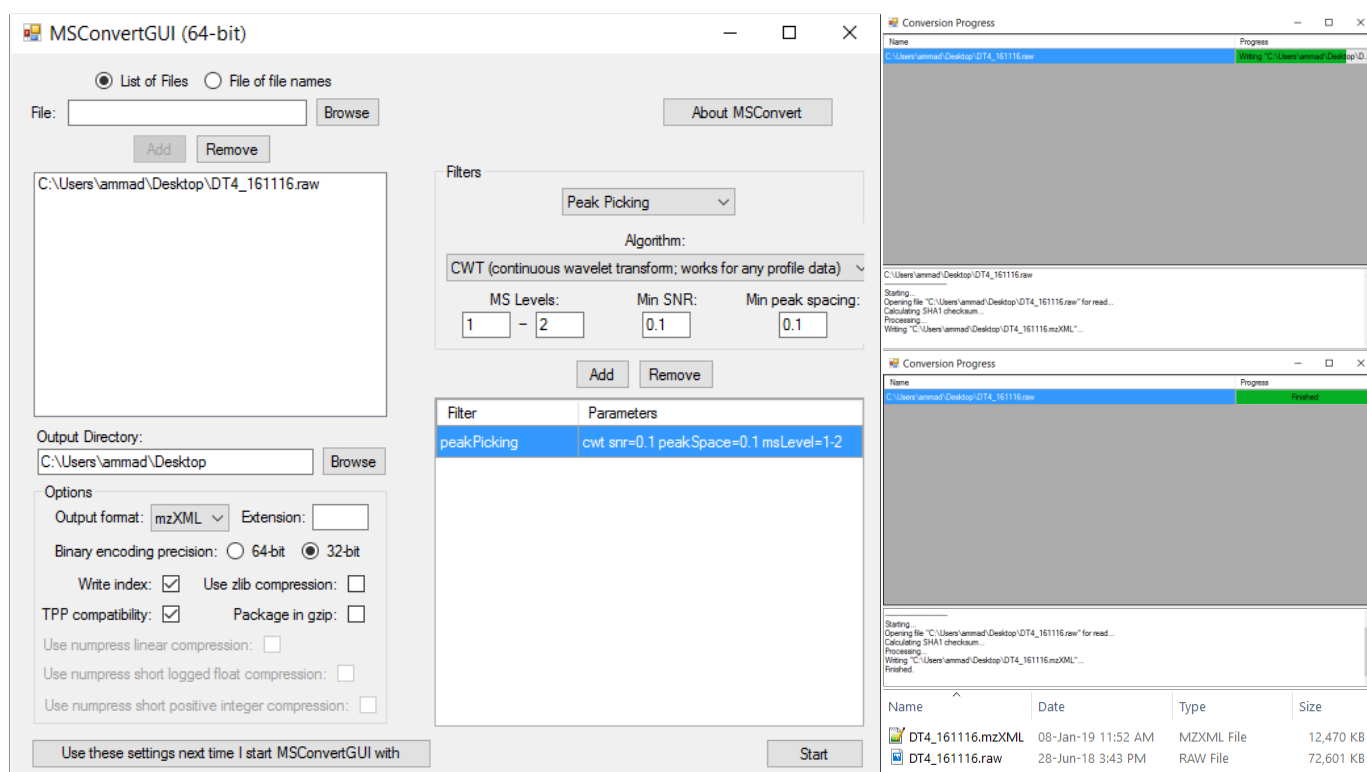 MSConvertGUI (64-bit)
List of Files File of file names
File: Browse
About MSConvert
Add Remove
C:\Users\ammad\Desktop\DT4_161116.raw
Filters
Peak Picking
Algorithm:
CWT (continuous wavelet transform; works for any profile data)
MS Levels: Min SNR: Min peak spacing:
1 - 2 0.1 0.1
Add Remove
Filter Parameters
peakPicking cwt snr=0.1 peakSpace=0.1 msLevel=1-2
Output Directory:
C:\Users\ammad\Desktop Browse
Options
Output format: mzXML Extension:
Binary encoding precision: 64-bit 32-bit
Write index: Use zlib compression:
TPP compatibility: Package in gzip:
Use numpress linear compression:
Use numpress short logged float compression:
Use numpress short positive integer compression:
Use these settings next time I start MSConvertGUI with
Start
Conversion Progress
Name Progress
C:\Users\ammad\Desktop\DT4_161116.raw Writing "C:\Users\ammad\Desktop\D.
C:\Users\ammad\Desktop\DT4_161116.raw
Starting...
Opening file "C:\Users\ammad\Desktop\DT4_161116.raw" for read...
Calculating SHA1 checksum...
Processing...
Writing "C:\Users\ammad\Desktop\DT4_161116.mzXML"...
Conversion Progress
Name Progress
C:\Users\ammad\Desktop\DT4_161116.raw Finished
Starting...
Opening file "C:\Users\ammad\Desktop\DT4_161116.raw" for read...
Calculating SHA1 checksum...
Processing...
Writing "C:\Users\ammad\Desktop\DT4_161116.mzXML"...
Finished.
Name Date Type Size
DT4_161116.mzXML 08-Jan-19 11:52 AM MZXML File 12,470 KB
DT4_161116.raw 28-Jun-18 3:43 PM RAW File 72,601 KB